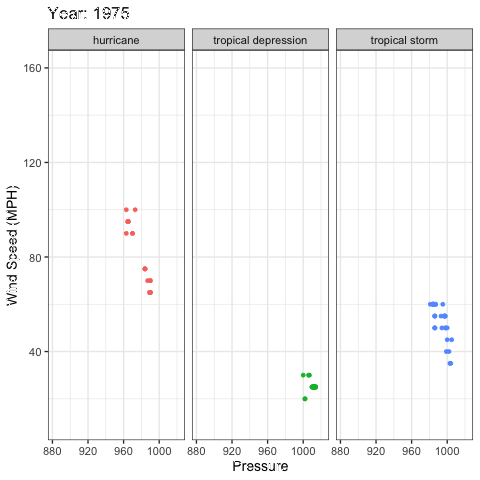 Year: 1975
hurricane tropical depression tropical storm
160
120
80
40
880 920 960 1000 880 920 960 1000 880 920 960 1000
Pressure
Wind Speed (MPH)